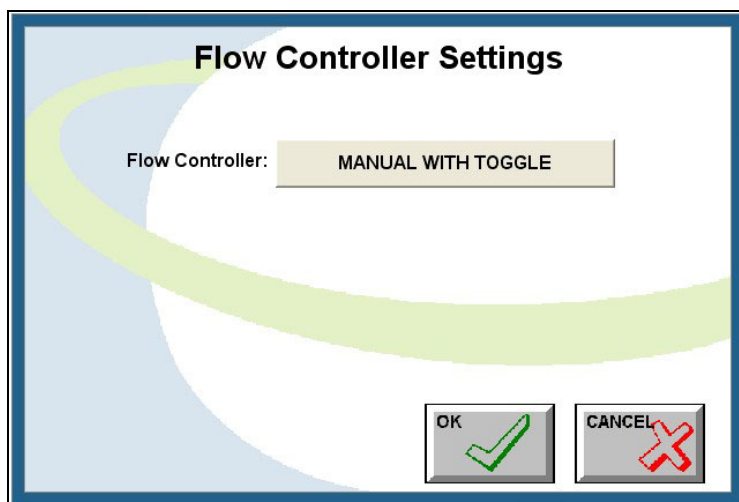 Flow Controller Settings
Flow Controller: MANUAL WITH TOGGLE
OK CANCEL